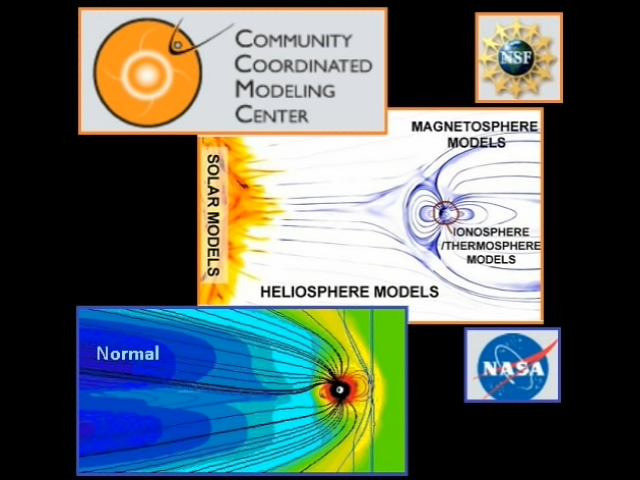 COMMUNITY
COORDINATED
MODELING
CENTER
NSF
MAGNETOSPHERE
MODELS
SOLAR MODELS
IONOSPHERE
/THERMOSPHERE
MODELS
HELIOSPHERE MODELS
Normal
NASA